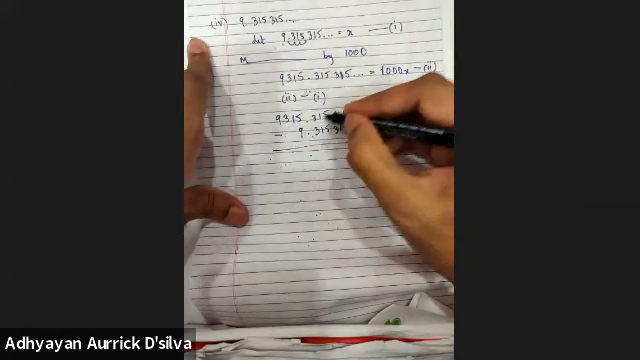 (iv) 9.315315...
let 9.315315... = x —(i)
M by 1000
9315.315315... = 1000x —(ii)
(ii) - (i)
9315.315
- 9.3153
Adhyayan Aurrick D'silva